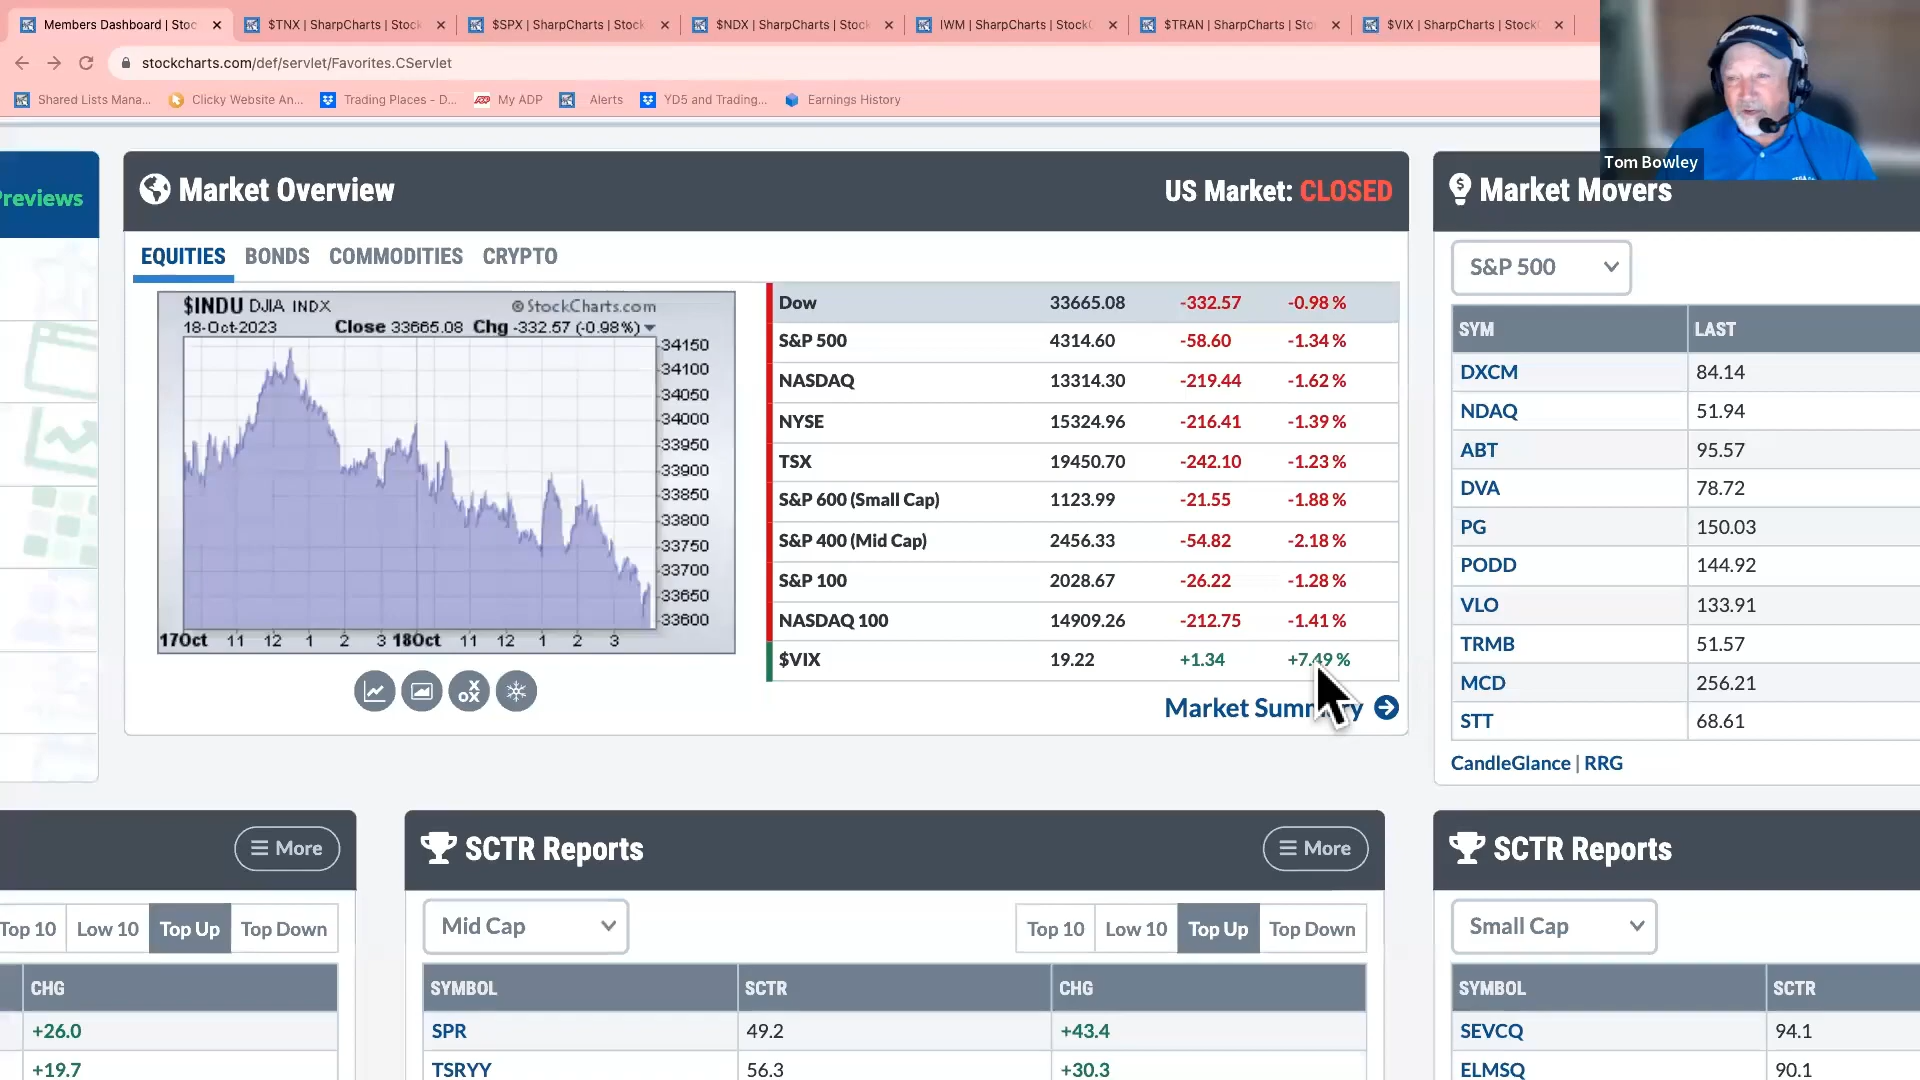 Members Dashboard | Stoc
$TNX | SharpCharts | Stock
$SPX | SharpCharts | Stock
$NDX | SharpCharts | Stock
IWM | SharpCharts | StockC
$TRAN | SharpCharts | Sto
$VIX | SharpCharts | Stock
stockcharts.com/def/servlet/Favorites.CServlet
Shared Lists Mana...
Clicky Website An...
Trading Places - D...
My ADP
Alerts
YD5 and Trading...
Earnings History
Tom Bowley
Previews
Market Overview
US Market: CLOSED
EQUITIES BONDS COMMODITIES CRYPTO
$INDU DJIA INDX
© StockCharts.com
18-Oct-2023
Close 33665.08 Chg -332.57 (-0.98%)
34150
34100
34050
34000
33950
33900
33850
33800
33750
33700
33650
33600
17Oct 11 12 1 2 3 18Oct 11 12 1 2 3
Dow 33665.08 -332.57 -0.98 %
S&P 500 4314.60 -58.60 -1.34 %
NASDAQ 13314.30 -219.44 -1.62 %
NYSE 15324.96 -216.41 -1.39 %
TSX 19450.70 -242.10 -1.23 %
S&P 600 (Small Cap) 1123.99 -21.55 -1.88 %
S&P 400 (Mid Cap) 2456.33 -54.82 -2.18 %
S&P 100 2028.67 -26.22 -1.28 %
NASDAQ 100 14909.26 -212.75 -1.41 %
$VIX 19.22 +1.34 +7.49 %
Market Summary
Market Movers
S&P 500
SYM LAST
DXCM 84.14
NDAQ 51.94
ABT 95.57
DVA 78.72
PG 150.03
PODD 144.92
VLO 133.91
TRMB 51.57
MCD 256.21
STT 68.61
CandleGlance | RRG
More
Top 10 Low 10 Top Up Top Down
CHG
+26.0
+19.7
SCTR Reports
More
Mid Cap
Top 10 Low 10 Top Up Top Down
SYMBOL SCTR CHG
SPR 49.2 +43.4
TSRYY 56.3 +30.3
SCTR Reports
Small Cap
SYMBOL SCTR
SEVCQ 94.1
ELMSQ 90.1